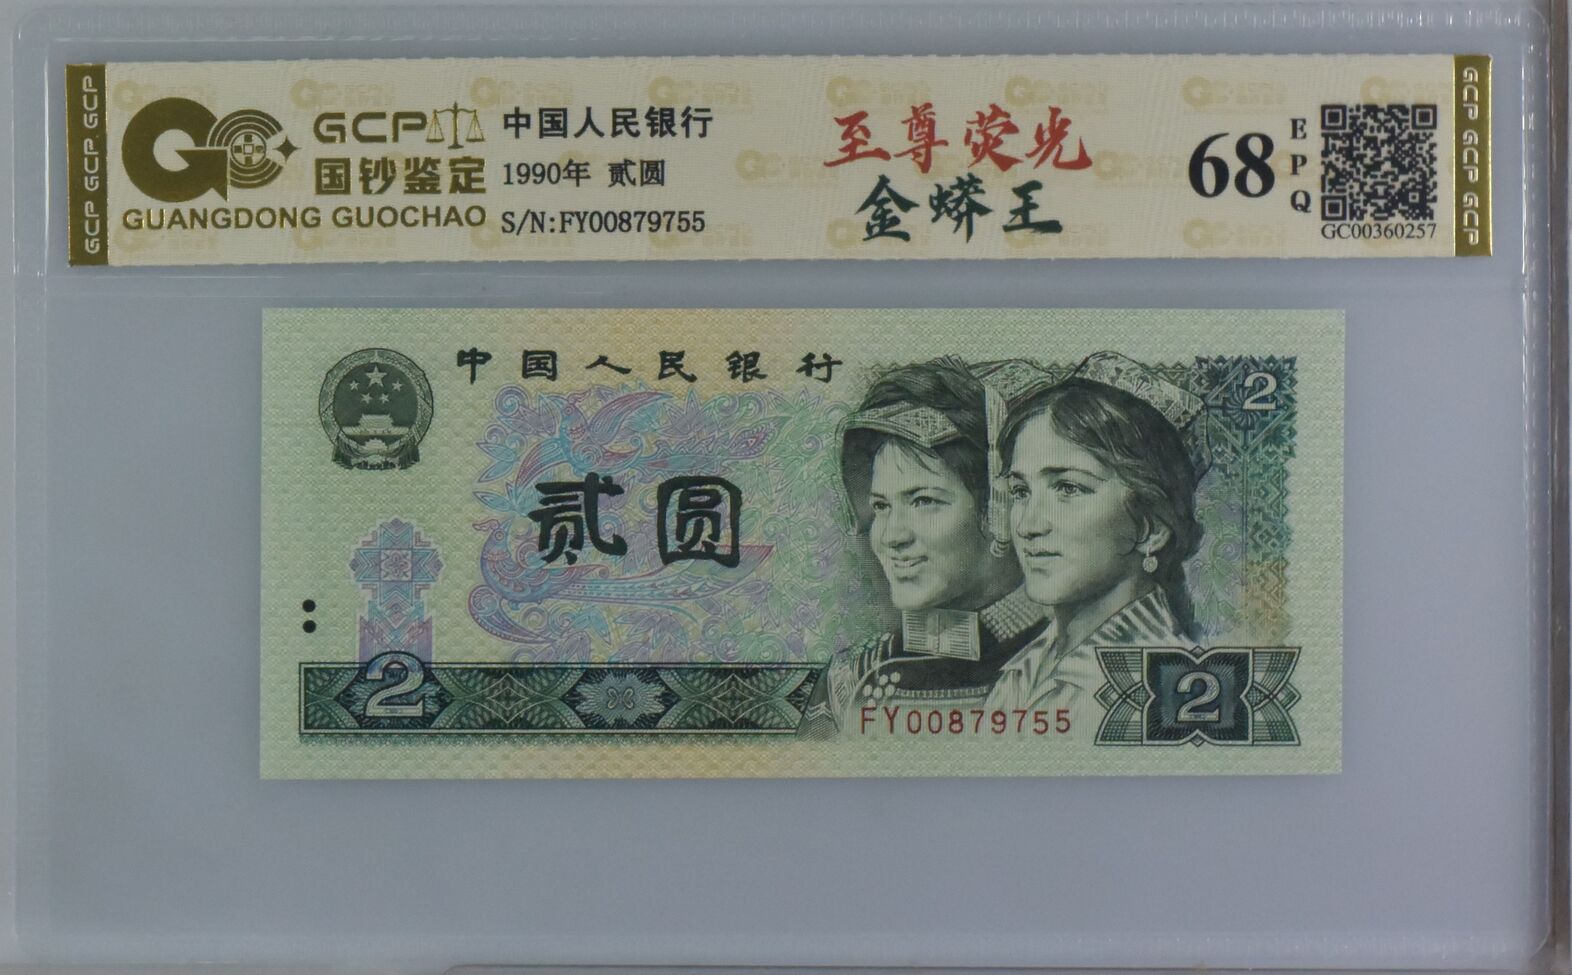 GCP GCP GCP
GCP
国钞鉴定
GUANGDONG GUOCHAO
中国人民银行
1990年 贰圆
S/N:FY00879755
至尊荧光
金蟒王
68
EPQ
GC00360257
GCP GCP GCP
中国人民银行
2
贰圆
2
FY00879755
2